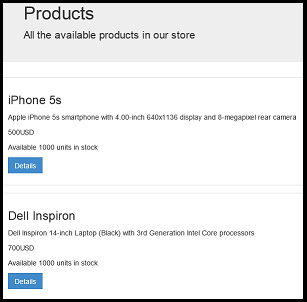 Products
All the available products in our store
iPhone 5s
Apple iPhone 5s smartphone with 4.00-inch 640x1136 display and 8-megapixel rear camera
500USD
Available 1000 units in stock
Details
Dell Inspiron
Dell Inspiron 14-inch Laptop (Black) with 3rd Generation Intel Core processors
700USD
Available 1000 units in stock
Details